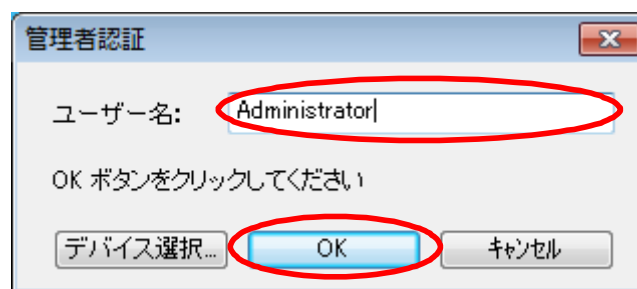 管理者認証
ユーザー名: Administrator
OK ボタンをクリックしてください
デバイス選択... OK キャンセル